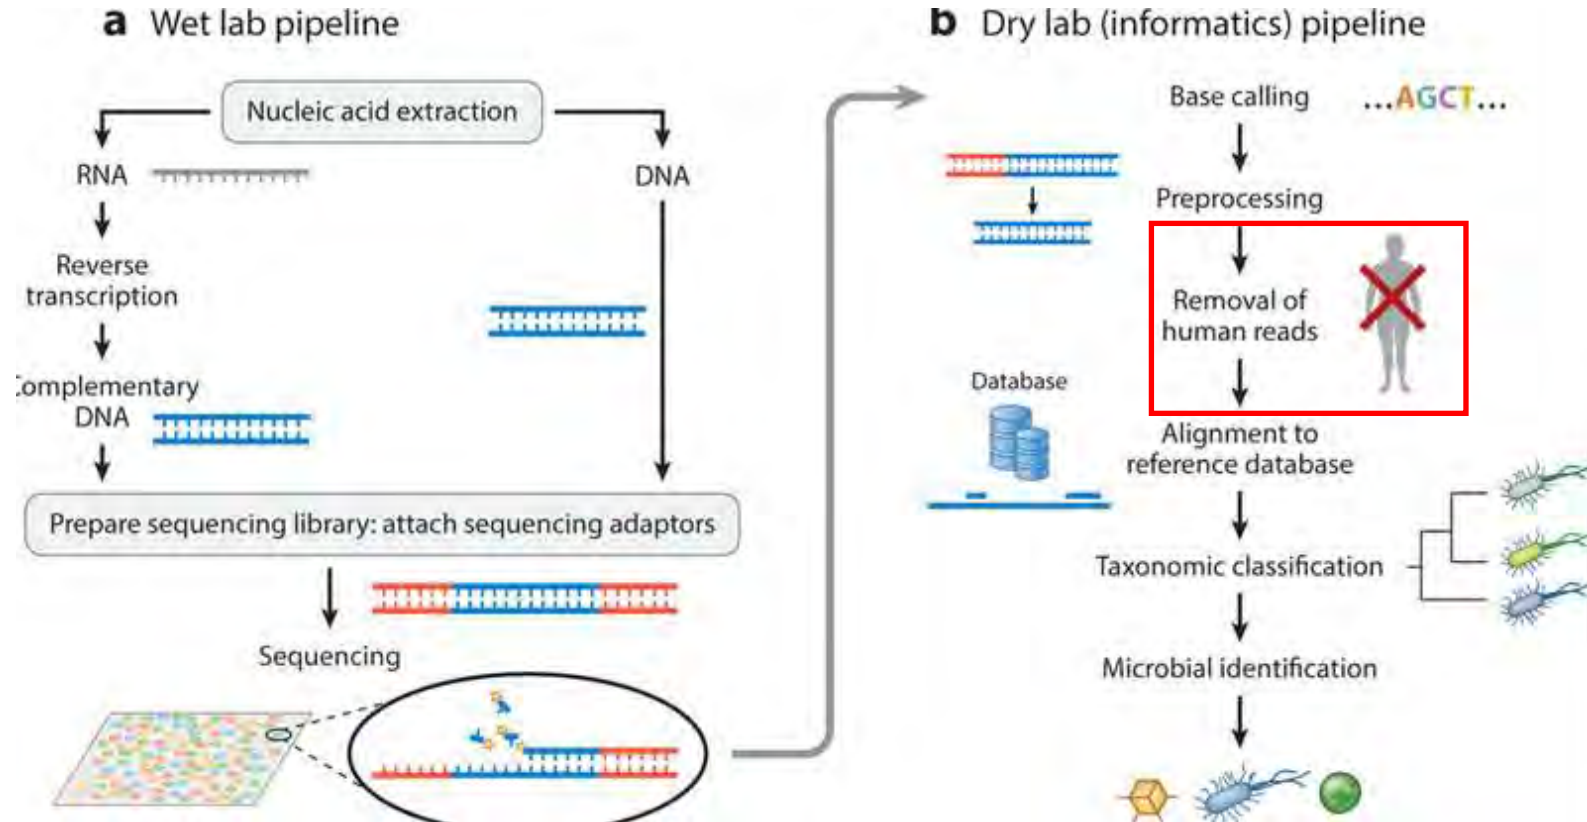 a Wet lab pipeline
Nucleic acid extraction
RNA
DNA
Reverse
transcription
omplementary
DNA
Prepare sequencing library: attach sequencing adaptors
Sequencing
b Dry lab (informatics) pipeline
Base calling
...AGCT...
Preprocessing
Removal of
human reads
Database
Alignment to
reference database
Taxonomic classification
Microbial identification